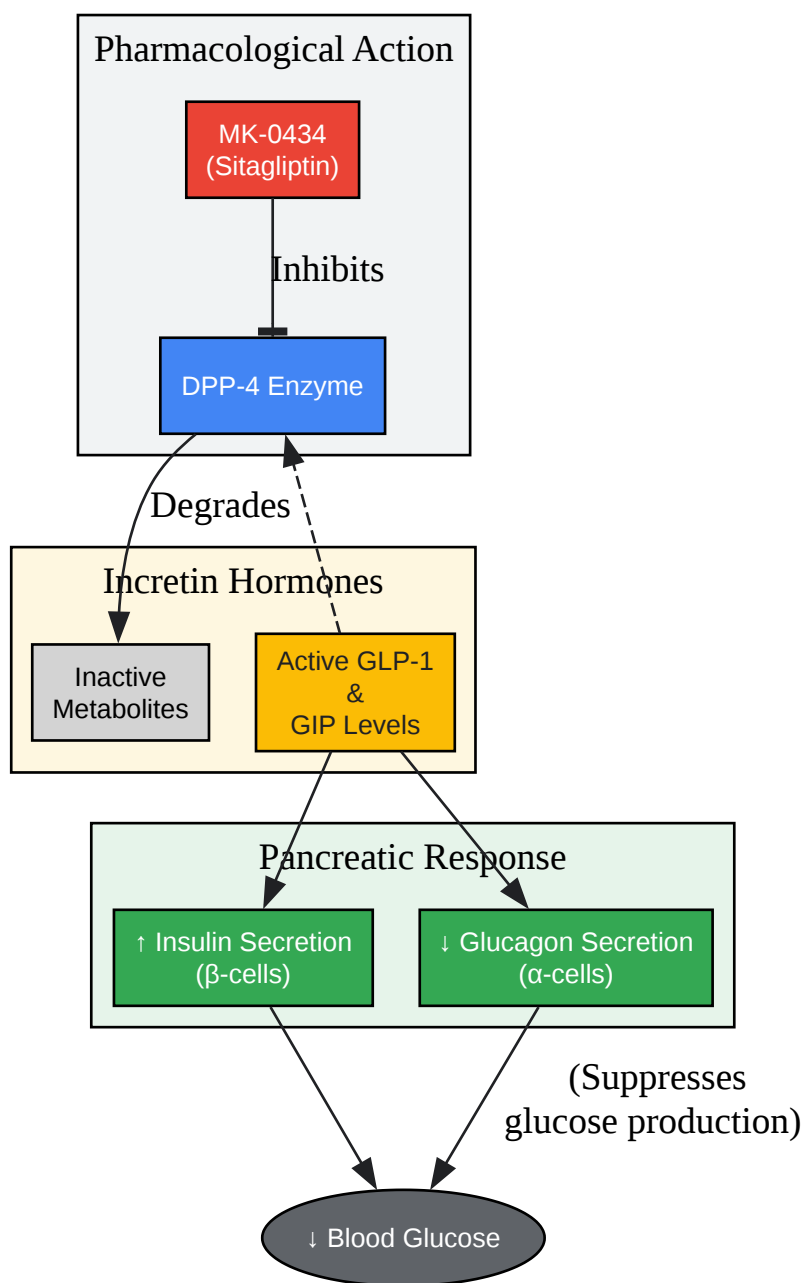 Pharmacological Action
MK-0434
(Sitagliptin)
Inhibits
DPP-4 Enzyme
Degrades
Incretin Hormones
Inactive
Metabolites
Active GLP-1
&
GIP Levels
Pancreatic Response
↑ Insulin Secretion
(β-cells)
↓ Glucagon Secretion
(α-cells)
(Suppresses
glucose production)
↓ Blood Glucose